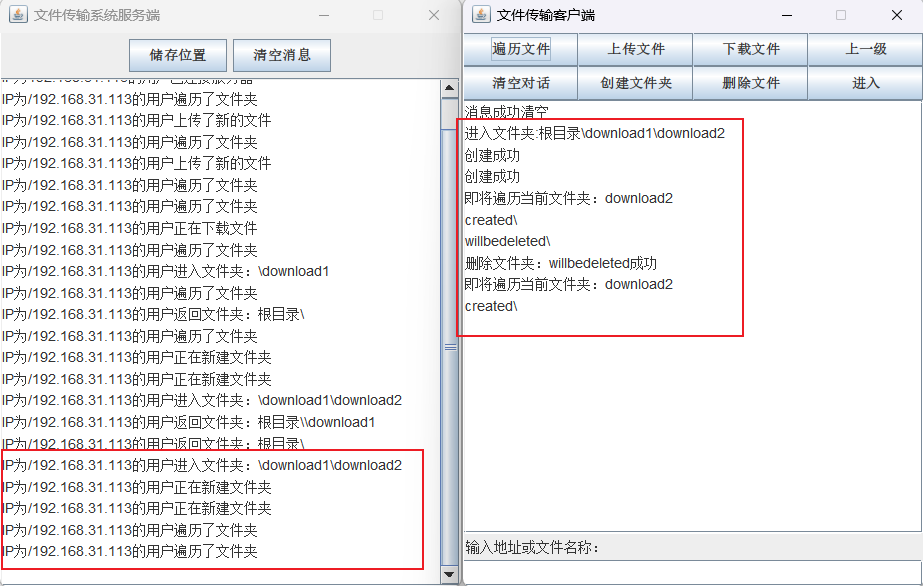 文件传输系统服务端
储存位置 清空消息
IP为/192.168.31.113的用户已连接服务器
IP为/192.168.31.113的用户遍历了文件夹
IP为/192.168.31.113的用户上传了新的文件
IP为/192.168.31.113的用户遍历了文件夹
IP为/192.168.31.113的用户上传了新的文件
IP为/192.168.31.113的用户遍历了文件夹
IP为/192.168.31.113的用户遍历了文件夹
IP为/192.168.31.113的用户正在下载文件
IP为/192.168.31.113的用户遍历了文件夹
IP为/192.168.31.113的用户进入文件夹：\download1
IP为/192.168.31.113的用户遍历了文件夹
IP为/192.168.31.113的用户返回文件夹：根目录\
IP为/192.168.31.113的用户遍历了文件夹
IP为/192.168.31.113的用户正在新建文件夹
IP为/192.168.31.113的用户正在新建文件夹
IP为/192.168.31.113的用户进入文件夹：\download1\download2
IP为/192.168.31.113的用户返回文件夹：根目录\\download1
IP为/192.168.31.113的用户返回文件夹：根目录\
IP为/192.168.31.113的用户进入文件夹：\download1\download2
IP为/192.168.31.113的用户正在新建文件夹
IP为/192.168.31.113的用户正在新建文件夹
IP为/192.168.31.113的用户遍历了文件夹
IP为/192.168.31.113的用户遍历了文件夹
文件传输客户端
遍历文件 上传文件 下载文件 上一级
清空对话 创建文件夹 删除文件 进入
消息成功清空
进入文件夹:根目录\download1\download2
创建成功
创建成功
即将遍历当前文件夹：download2
created\
willbedeleted\
删除文件夹：willbedeleted成功
即将遍历当前文件夹：download2
created\
输入地址或文件名称：